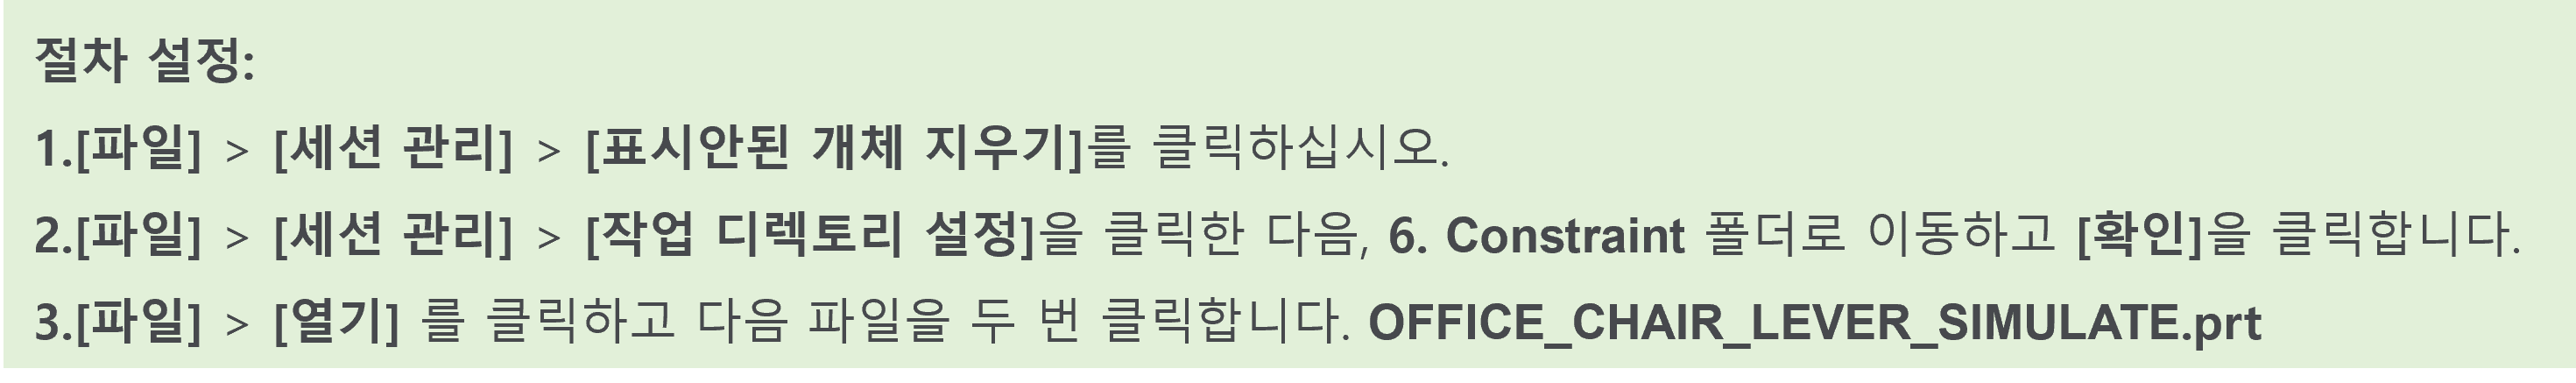 절차 설정:
1.[파일] > [세션 관리] > [표시안된 개체 지우기]를 클릭하십시오.
2.[파일] > [세션 관리] > [작업 디렉토리 설정]을 클릭한 다음, 6. Constraint 폴더로 이동하고 [확인]을 클릭합니다.
3.[파일] > [열기] 를 클릭하고 다음 파일을 두 번 클릭합니다. OFFICE_CHAIR_LEVER_SIMULATE.prt